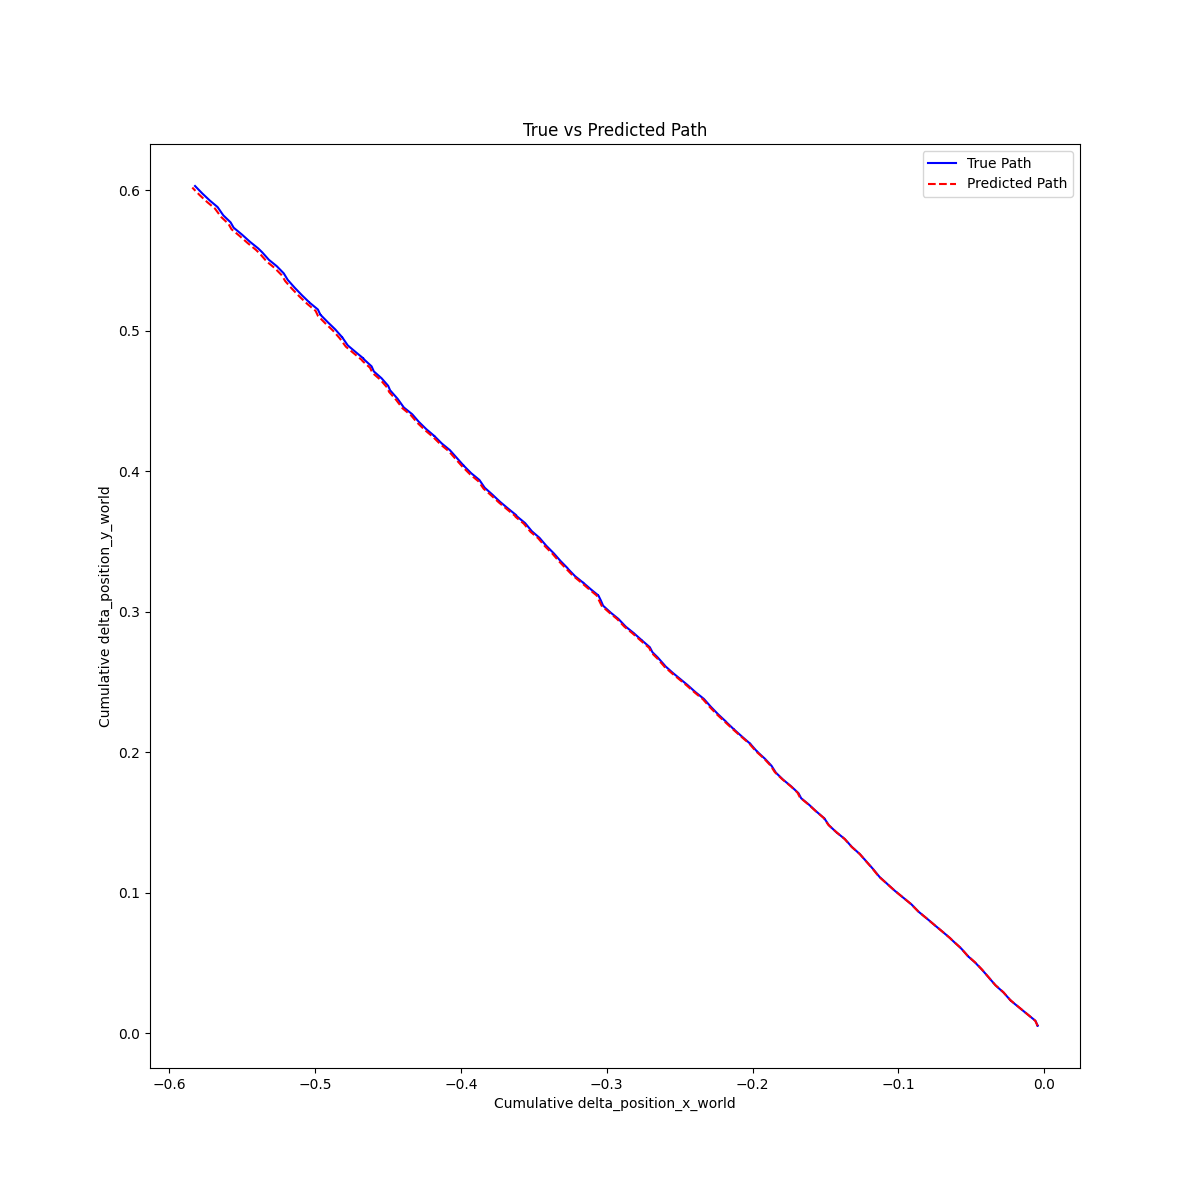 True vs Predicted Path
True Path
Predicted Path
0.6
0.5
0.4
0.3
0.2
0.1
0.0
Cumulative delta_position_y_world
−0.6
−0.5
−0.4
−0.3
−0.2
−0.1
0.0
Cumulative delta_position_x_world